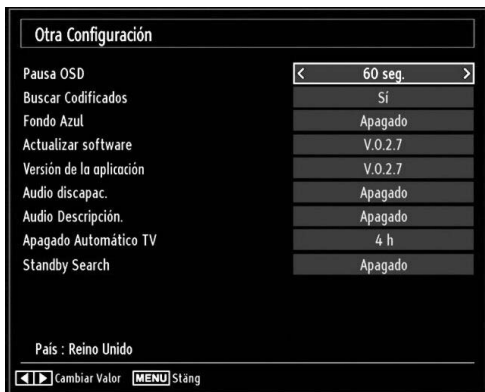 Otra Configuración
Pausa OSD < 60 seg. >
Buscar Codificados Sí
Fondo Azul Apagado
Actualizar software V.0.2.7
Versión de la aplicación V.0.2.7
Audio discapac. Apagado
Audio Descripción. Apagado
Apagado Automático TV 4 h
Standby Search Apagado
País : Reino Unido
Cambiar Valor MENU Stäng